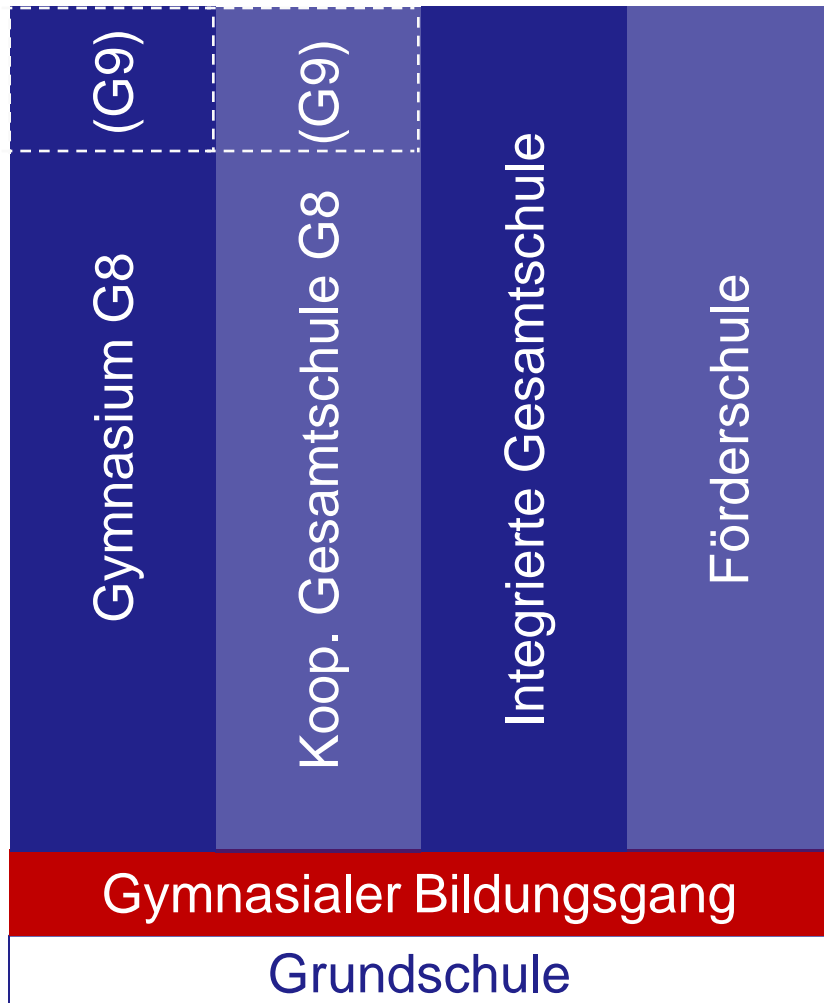 (G9)
Gymnasium G8
(G9)
Koop. Gesamtschule G8
Integrierte Gesamtschule
Förderschule
Gymnasialer Bildungsgang
Grundschule